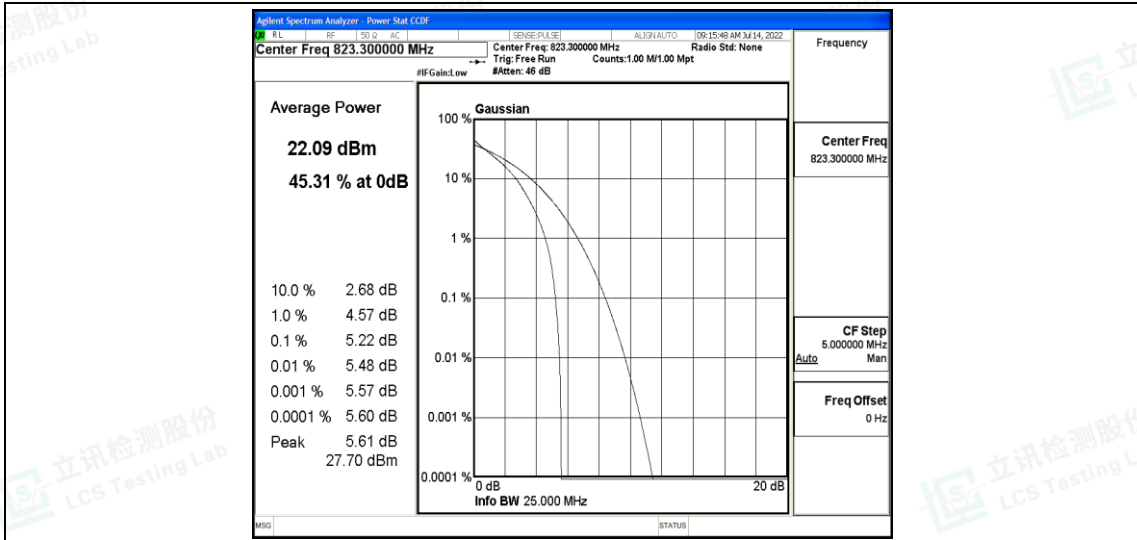 Agilent Spectrum Analyzer - Power Stat CCDF
RL RF 50 Ω AC SENSE:PULSE ALIGNAUTO 09:15:48 AM Jul 14, 2022
Center Freq 823.300000 MHz
Center Freq: 823.300000 MHz Radio Std: None
Trig: Free Run Counts:1.00 M/1.00 Mpt
#IFGain:Low #Atten: 46 dB
Frequency
Average Power
22.09 dBm
45.31 % at 0dB
10.0 % 2.68 dB
1.0 % 4.57 dB
0.1 % 5.22 dB
0.01 % 5.48 dB
0.001 % 5.57 dB
0.0001 % 5.60 dB
Peak 5.61 dB
27.70 dBm
Gaussian
100 %
10 %
1 %
0.1 %
0.01 %
0.001 %
0.0001 %
0 dB 20 dB
Info BW 25.000 MHz
Center Freq
823.300000 MHz
CF Step
5.000000 MHz
Auto Man
Freq Offset
0 Hz
MSG STATUS
立讯检测股份
LCS Testing Lab
立讯检测股份
LCS Testing L